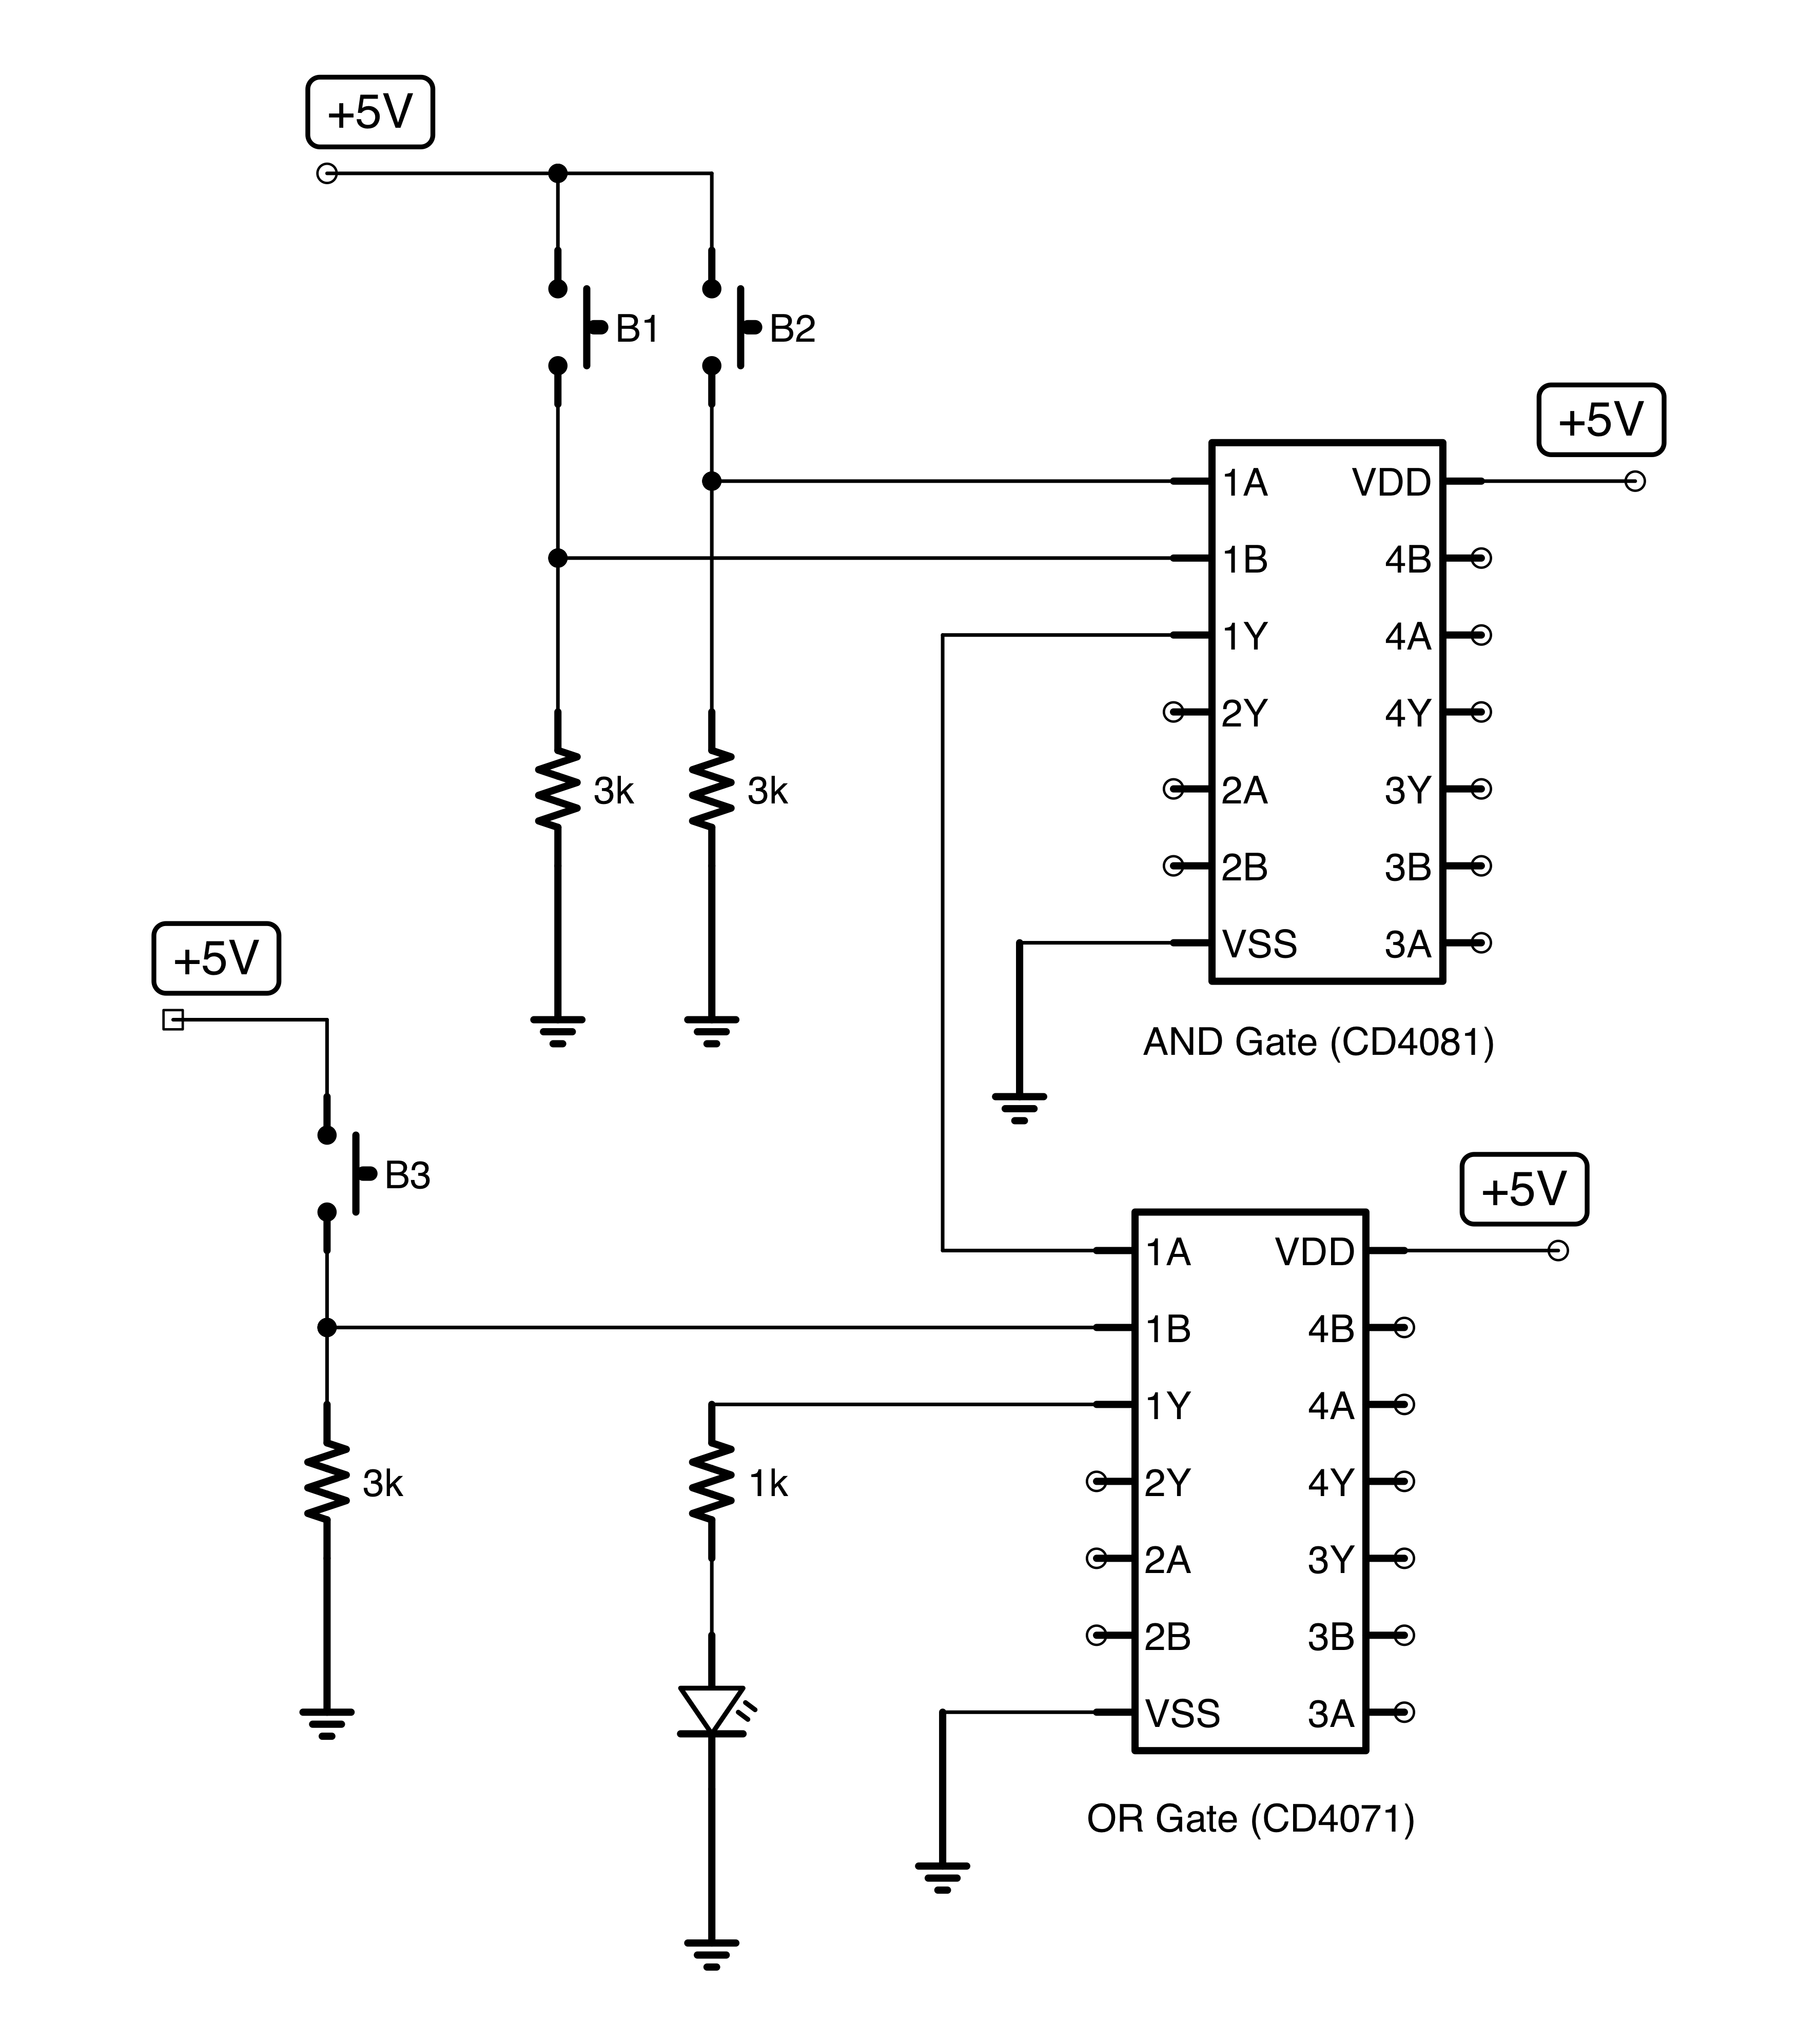 +5V
B1
B2
+5V
1A
VDD
1B
4B
1Y
4A
2Y
4Y
3k
3k
2A
3Y
2B
3B
VSS
3A
+5V
AND Gate (CD4081)
B3
+5V
1A
VDD
1B
4B
1Y
4A
3k
1k
2Y
4Y
2A
3Y
2B
3B
VSS
3A
OR Gate (CD4071)